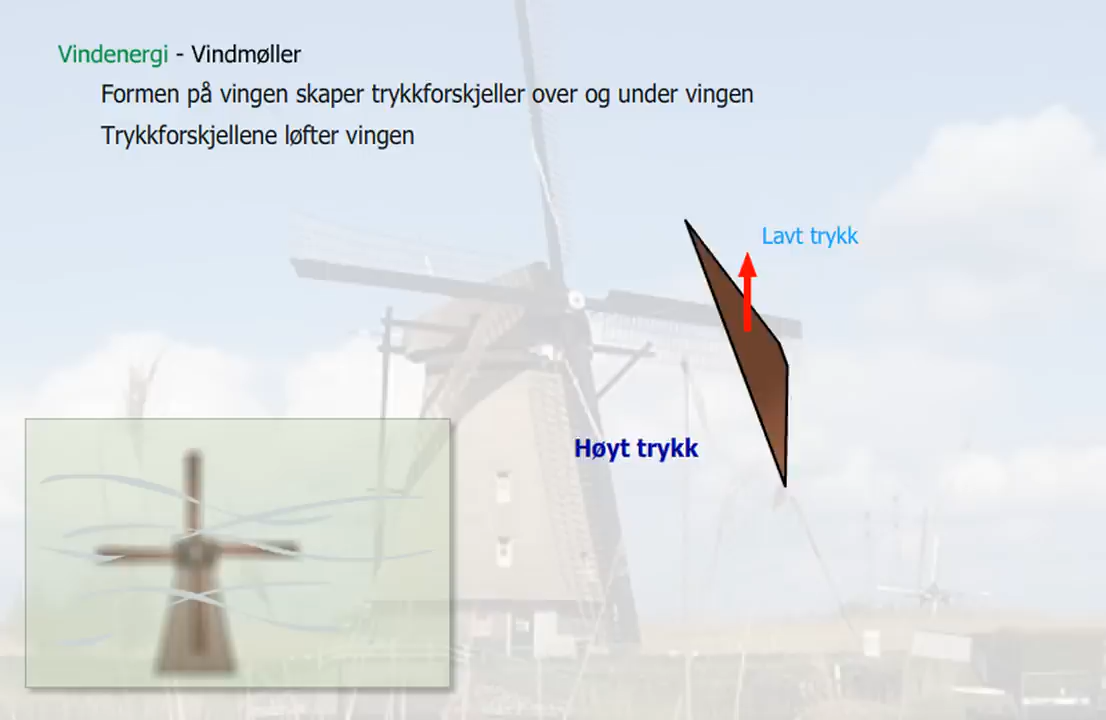 Vindenergi - Vindmøller
Formen på vingen skaper trykkforskjeller over og under vingen
Trykkforskjellene løfter vingen
Lavt trykk
Høyt trykk